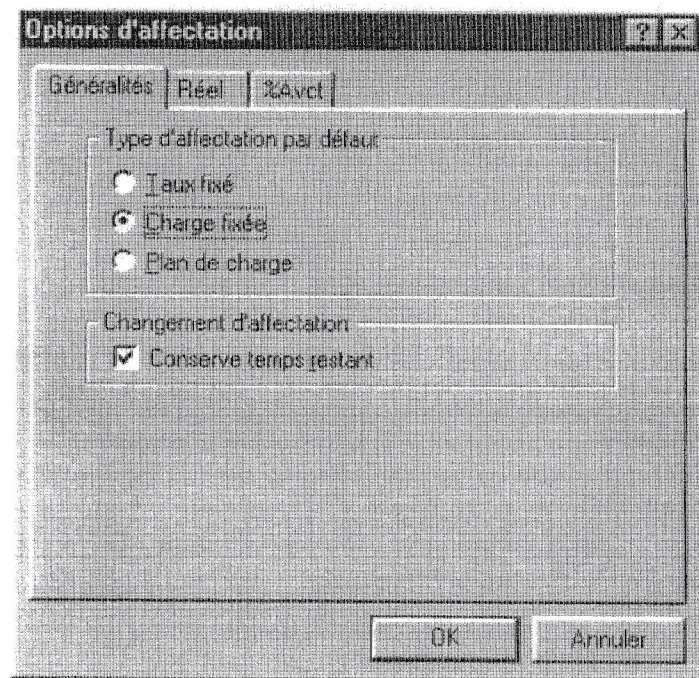 Options d'affectation
Généralités Réel %Avct
Type d'affectation par défaut
Taux fixé
Charge fixée
Plan de charge
Changement d'affectation
Conserve temps restant
OK Annuler